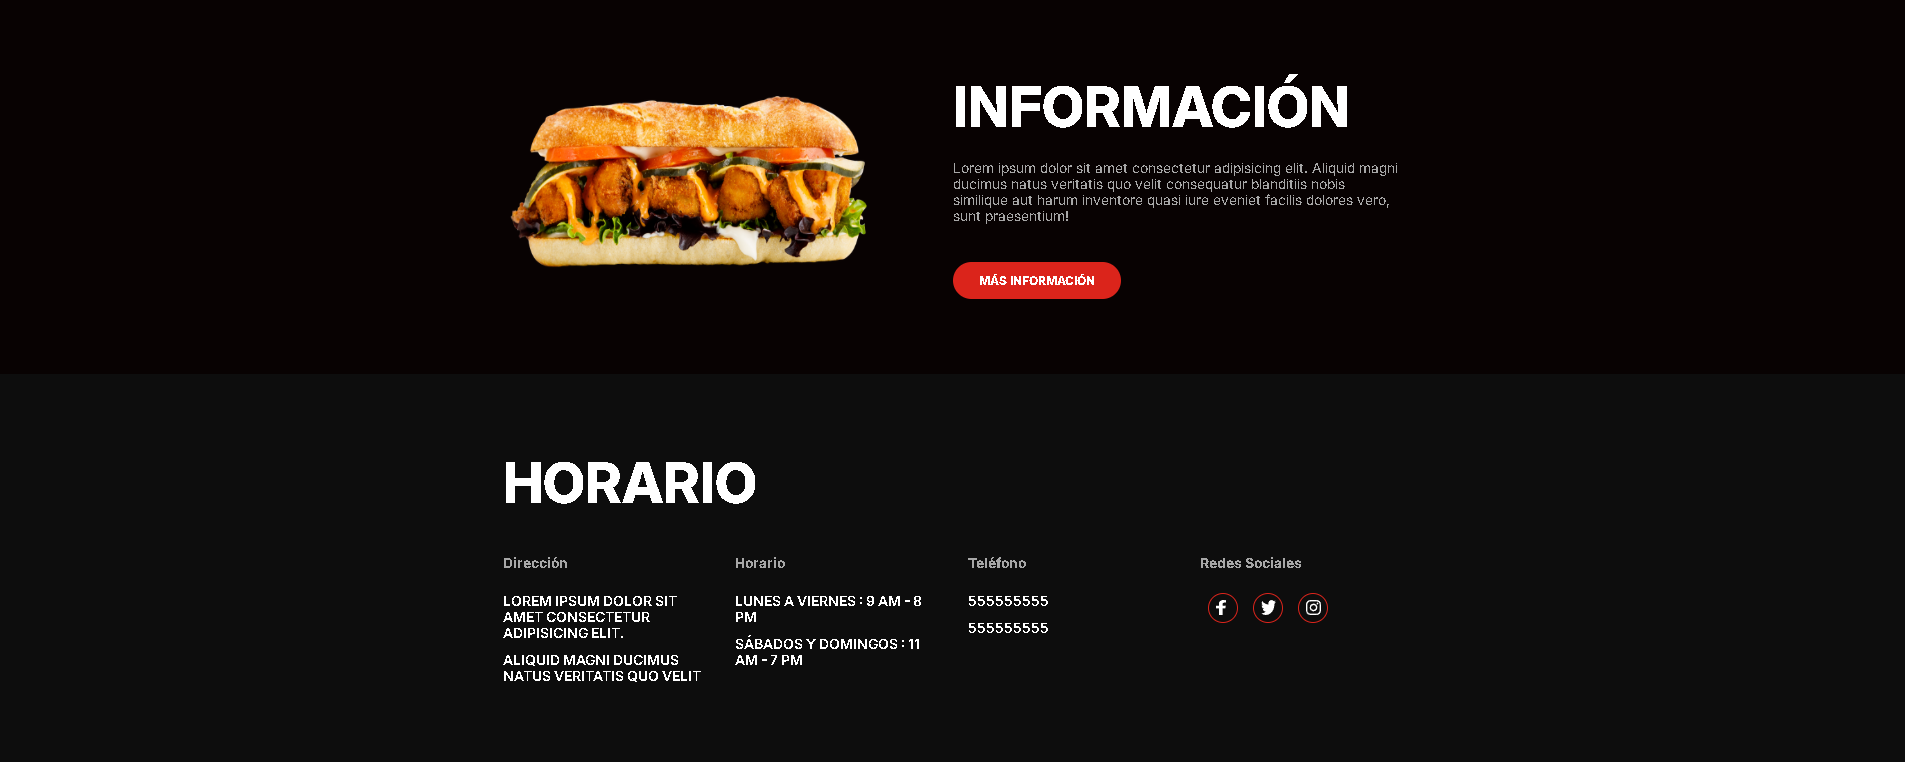 INFORMACIÓN
Lorem ipsum dolor sit amet consectetur adipisicing elit. Aliquid magni
ducimus natus veritatis quo velit consequatur blanditiis nobis
similique aut harum inventore quasi iure eveniet facilis dolores vero,
sunt praesentium!
MÁS INFORMACIÓN
HORARIO
Dirección
LOREM IPSUM DOLOR SIT
AMET CONSECTETUR
ADIPISICING ELIT.
ALIQUID MAGNI DUCIMUS
NATUS VERITATIS QUO VELIT
Horario
LUNES A VIERNES : 9 AM - 8
PM
SÁBADOS Y DOMINGOS : 11
AM - 7 PM
Teléfono
555555555
555555555
Redes Sociales